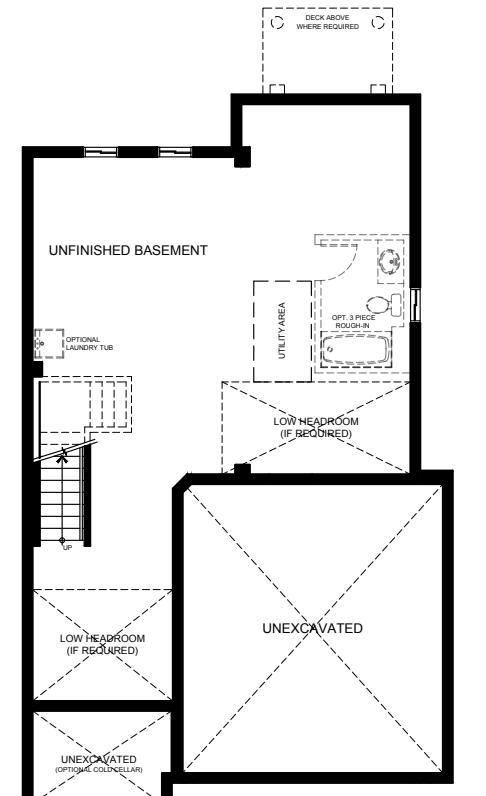 DECK ABOVE
WHERE REQUIRED
UNFINISHED BASEMENT
UTILITY AREA
OPT. 3 PIECE
ROUGH-IN
OPTIONAL
LAUNDRY TUB
LOW HEADROOM
(IF REQUIRED)
UP
UNEXCAVATED
LOW HEADROOM
(IF REQUIRED)
UNEXCAVATED
(OPTIONAL COLD CELLAR)